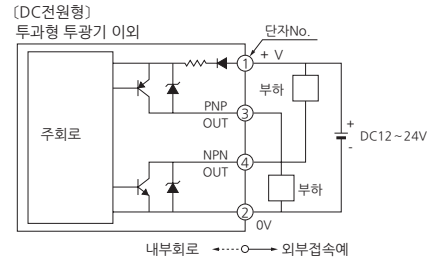 〔DC전원형〕
투과형 투광기 이외
단자No.
① + V
부하
PNP
OUT
③
주회로
+
DC12~24V
-
NPN
OUT
④
부하
②
0V
내부회로 외부접속예